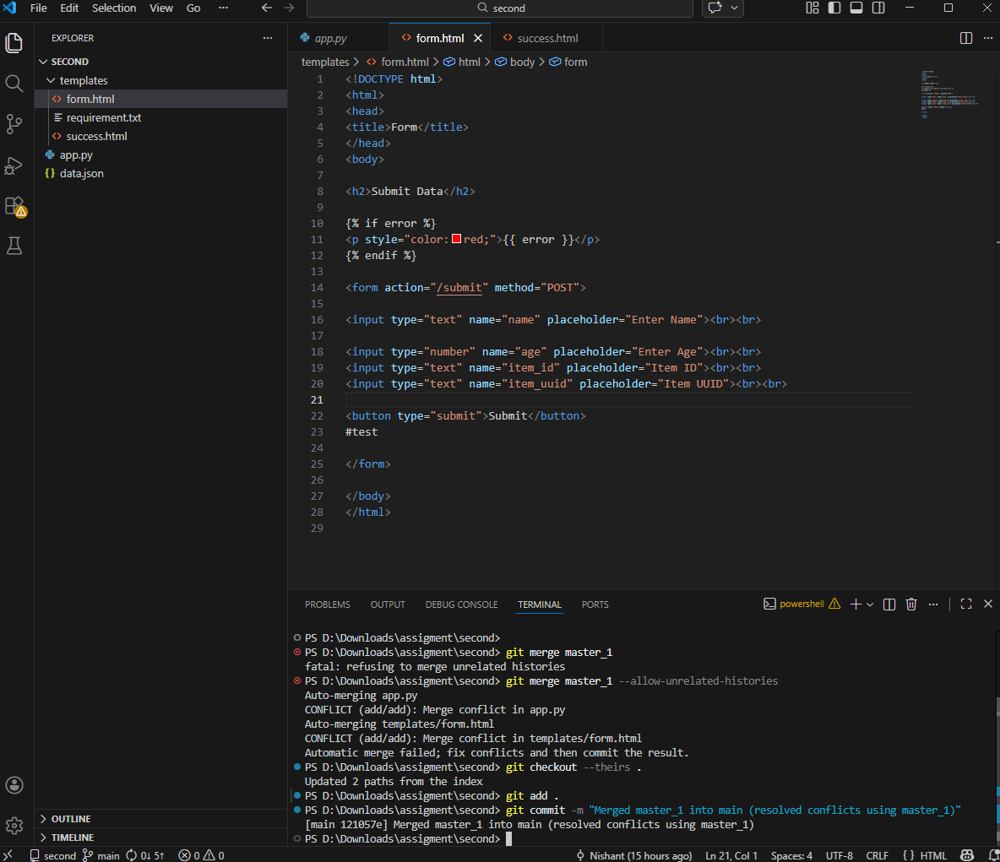 File Edit Selection View Go ··· second
EXPLORER ···
SECOND
templates
form.html
requirement.txt
success.html
app.py
data.json
OUTLINE
TIMELINE
app.py form.html success.html ···
templates > form.html > html > body > form
1 <!DOCTYPE html>
2 <html>
3 <head>
4 <title>Form</title>
5 </head>
6 <body>
7
8 <h2>Submit Data</h2>
9
10 {% if error %}
11 <p style="color:red;">{{ error }}</p>
12 {% endif %}
13
14 <form action="/submit" method="POST">
15
16 <input type="text" name="name" placeholder="Enter Name"><br><br>
17
18 <input type="number" name="age" placeholder="Enter Age"><br><br>
19 <input type="text" name="item_id" placeholder="Item ID"><br><br>
20 <input type="text" name="item_uuid" placeholder="Item UUID"><br><br>
21
22 <button type="submit">Submit</button>
23 #test
24
25 </form>
26
27 </body>
28 </html>
29
PROBLEMS OUTPUT DEBUG CONSOLE TERMINAL PORTS powershell ···
PS D:\Downloads\assigment\second>
PS D:\Downloads\assigment\second> git merge master_1
fatal: refusing to merge unrelated histories
PS D:\Downloads\assigment\second> git merge master_1 --allow-unrelated-histories
Auto-merging app.py
CONFLICT (add/add): Merge conflict in app.py
Auto-merging templates/form.html
CONFLICT (add/add): Merge conflict in templates/form.html
Automatic merge failed; fix conflicts and then commit the result.
PS D:\Downloads\assigment\second> git checkout --theirs .
Updated 2 paths from the index
PS D:\Downloads\assigment\second> git add .
PS D:\Downloads\assigment\second> git commit -m "Merged master_1 into main (resolved conflicts using master_1)"
[main 121057e] Merged master_1 into main (resolved conflicts using master_1)
PS D:\Downloads\assigment\second>
second main 0↓ 5↑ 0 0 Nishant (15 hours ago) Ln 21, Col 1 Spaces: 4 UTF-8 CRLF {} HTML